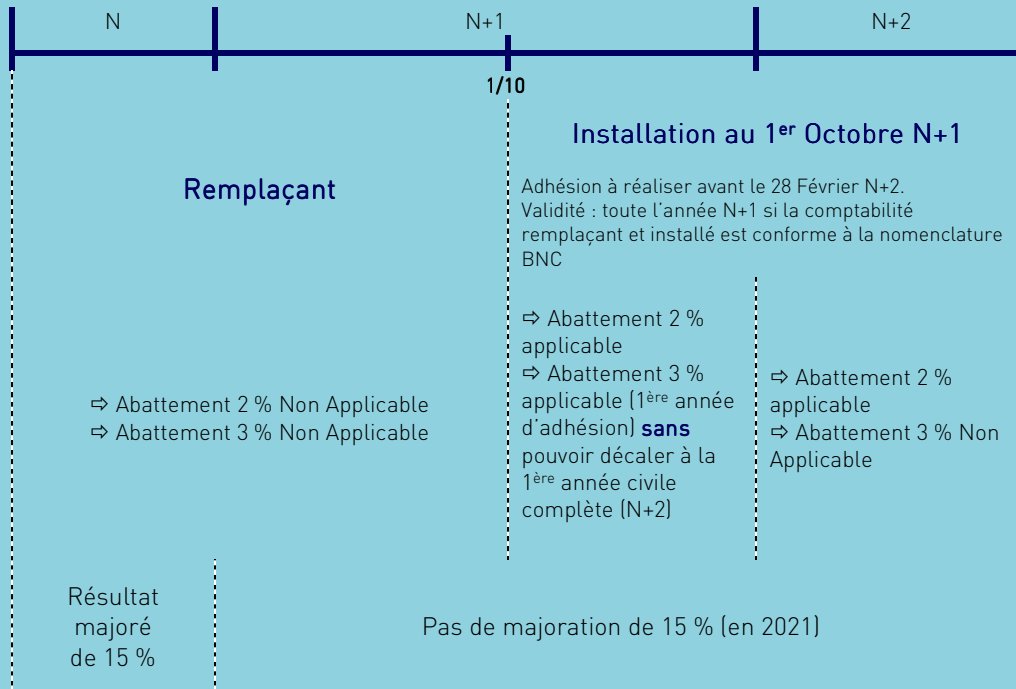 N
N+1
N+2
1/10
Remplaçant
⇨ Abattement 2 % Non Applicable
⇨ Abattement 3 % Non Applicable
Installation au 1er Octobre N+1
Adhésion à réaliser avant le 28 Février N+2.
Validité : toute l'année N+1 si la comptabilité
remplaçant et installé est conforme à la nomenclature
BNC
⇨ Abattement 2 %
applicable
⇨ Abattement 3 %
applicable (1ère année
d'adhésion) sans
pouvoir décaler à la
1ère année civile
complète (N+2)
⇨ Abattement 2 %
applicable
⇨ Abattement 3 % Non
Applicable
Résultat
majoré
de 15 %
Pas de majoration de 15 % (en 2021)